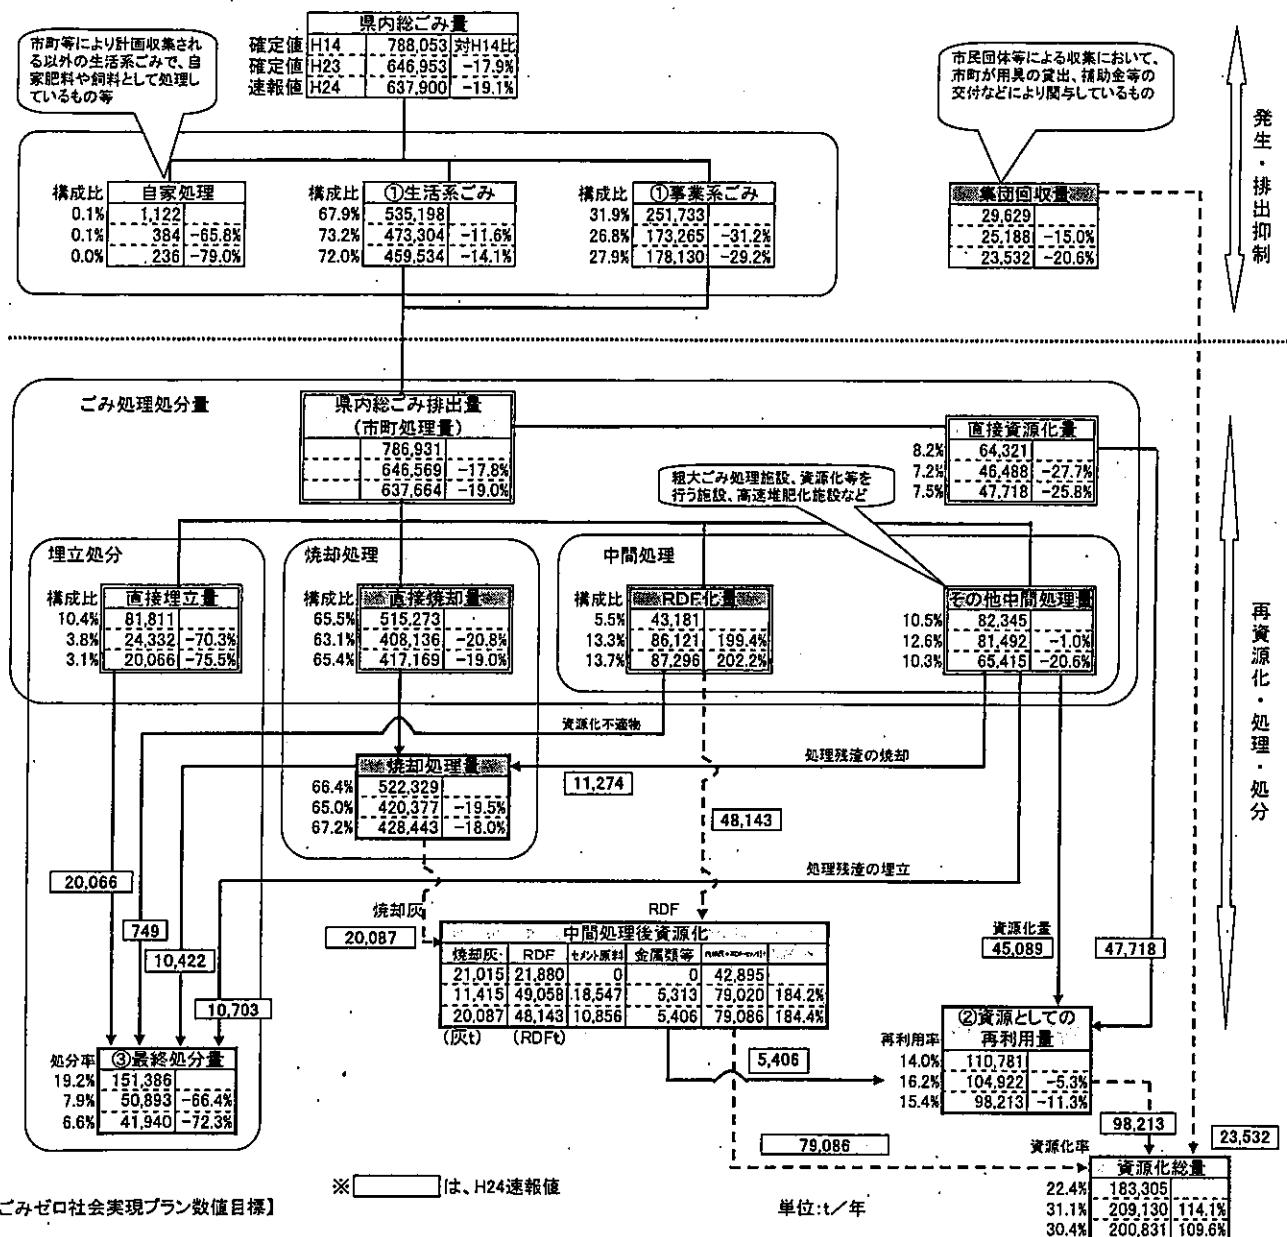 県内総ごみ量
確定値 H14 788,053 対H14比
確定値 H23 646,953 -17.9%
速報値 H24 637,900 -19.1%
市町等により計画収集され
る以外の生活系ごみで、自
家肥料や飼料として処理し
ているもの等
市民団体等による収集において、
市町が用具の貸出、補助金等の
交付などにより関与しているもの
発生・排出抑制
構成比 自家処理
0.1% 1,122
0.1% 384 -65.8%
0.0% 236 -79.0%
構成比 ①生活系ごみ
67.9% 535,198
73.2% 473,304 -11.6%
72.0% 459,534 -14.1%
構成比 ①事業系ごみ
31.9% 251,733
26.8% 173,265 -31.2%
27.9% 178,130 -29.2%
集団回収量
29,629
25,188 -15.0%
23,532 -20.6%
ごみ処理処分量
県内総ごみ排出量
(市町処理量)
786,931
646,569 -17.8%
637,664 -19.0%
直接資源化量
8.2% 64,321
7.2% 46,488 -27.7%
7.5% 47,718 -25.8%
粗大ごみ処理施設、資源化等を
行う施設、高速堆肥化施設など
埋立処分
構成比 直接埋立量
10.4% 81,811
3.8% 24,332 -70.3%
3.1% 20,066 -75.5%
焼却処理
構成比 直接焼却量
65.5% 515,273
63.1% 408,136 -20.8%
65.4% 417,169 -19.0%
中間処理
構成比 RDF化量
5.5% 43,181
13.3% 86,121 199.4%
13.7% 87,296 202.2%
その他中間処理量
10.5% 82,345
12.6% 81,492 -1.0%
10.3% 65,415 -20.6%
再資源化・処理・処分
資源化不適物
焼却処理量
66.4% 522,329
65.0% 420,377 -19.5%
67.2% 428,443 -18.0%
処理残渣の焼却
11,274
48,143
処理残渣の埋立
20,066
749
10,422
10,703
焼却灰
20,087
RDF
資源化量
45,089
47,718
中間処理後資源化
焼却灰 RDF セメント原料 金属類等
21,015 21,880 0 0 42,895
11,415 49,058 18,547 5,313 79,020 184.2%
20,087 48,143 10,856 5,406 79,086 184.4%
(灰t) (RDFt)
5,406
②資源としての
再利用量
再利用率
14.0% 110,781
16.2% 104,922 -5.3%
15.4% 98,213 -11.3%
処分率 ③最終処分量
19.2% 151,386
7.9% 50,893 -66.4%
6.6% 41,940 -72.3%
79,086
98,213
23,532
資源化率
資源化総量
22.4% 183,305
31.1% 209,130 114.1%
30.4% 200,831 109.6%
※ は、H24速報値
ごみゼロ社会実現プラン数値目標】
単位:t/年